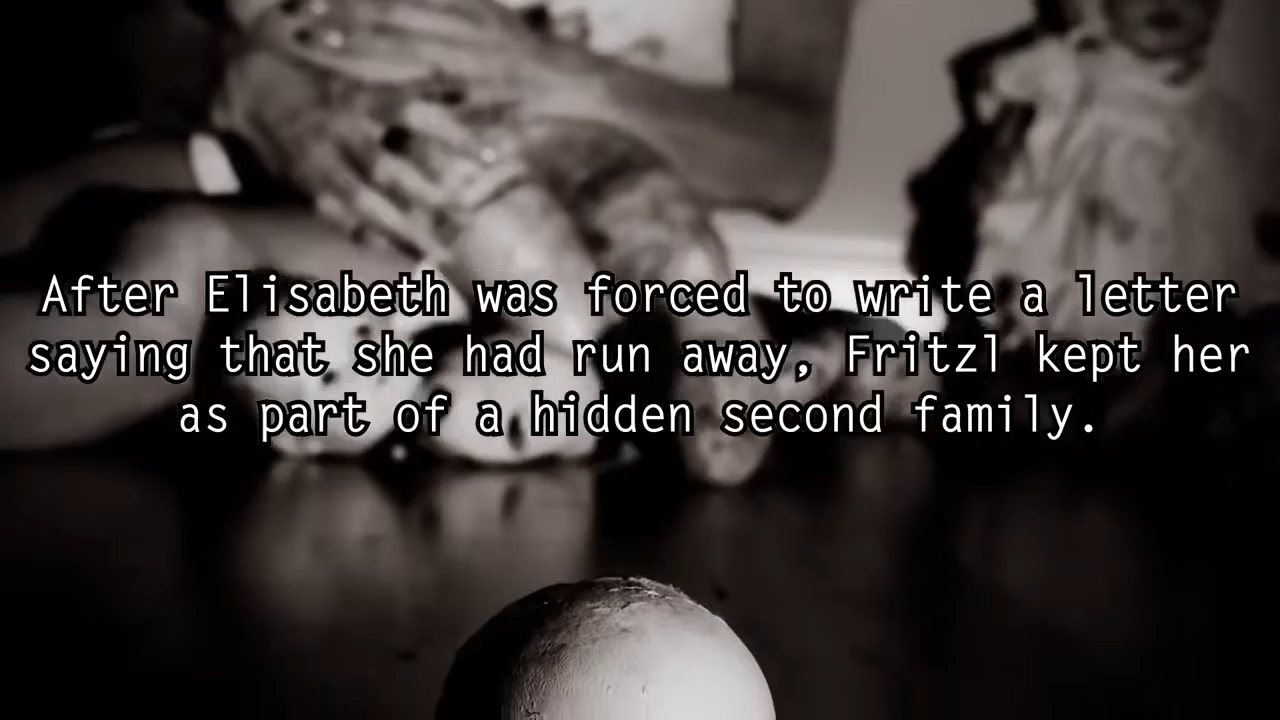 After Elisabeth was forced to write a letter
saying that she had run away, Fritzl kept her
as part of a hidden second family.